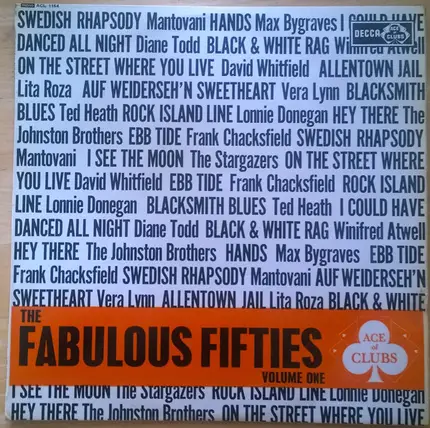 SWEDISH RHAPSODY Mantovani HANDS Max Bygraves I COULD HAVE
DANCED ALL NIGHT Diane Todd BLACK & WHITE RAG Winifred Atwell
DECCA
ON THE STREET WHERE YOU LIVE David Whitfield ALLENTOWN JAIL
Lita Roza AUF WEIDERSEH'N SWEETHEART Vera Lynn BLACKSMITH
BLUES Ted Heath ROCK ISLAND LINE Lonnie Donegan HEY THERE The
Johnston Brothers EBB TIDE Frank Chacksfield SWEDISH RHAPSODY
Mantovani I SEE THE MOON The Stargazers ON THE STREET WHERE
YOU LIVE David Whitfield EBB TIDE Frank Chacksfield ROCK ISLAND
LINE Lonnie Donegan BLACKSMITH BLUES Ted Heath I COULD HAVE
DANCED ALL NIGHT Diane Todd BLACK & WHITE RAG Winifred Atwell
HEY THERE The Johnston Brothers HANDS Max Bygraves EBB TIDE
Frank Chacksfield SWEDISH RHAPSODY Mantovani AUF WEIDERSEH'N
SWEETHEART Vera Lynn ALLENTOWN JAIL Lita Roza BLACK & WHITE
THE
FABULOUS FIFTIES
VOLUME ONE
ACE
of
CLUBS
I SEE THE MOON The Stargazers ROCK ISLAND LINE Lonnie Donegan
HEY THERE The Johnston Brothers ON THE STREET WHERE YOU LIVE